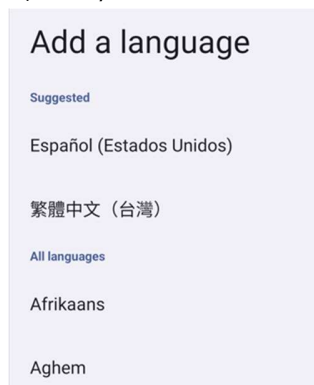 Add a language
Suggested
Español (Estados Unidos)
繁體中文（台灣）
All languages
Afrikaans
Aghem